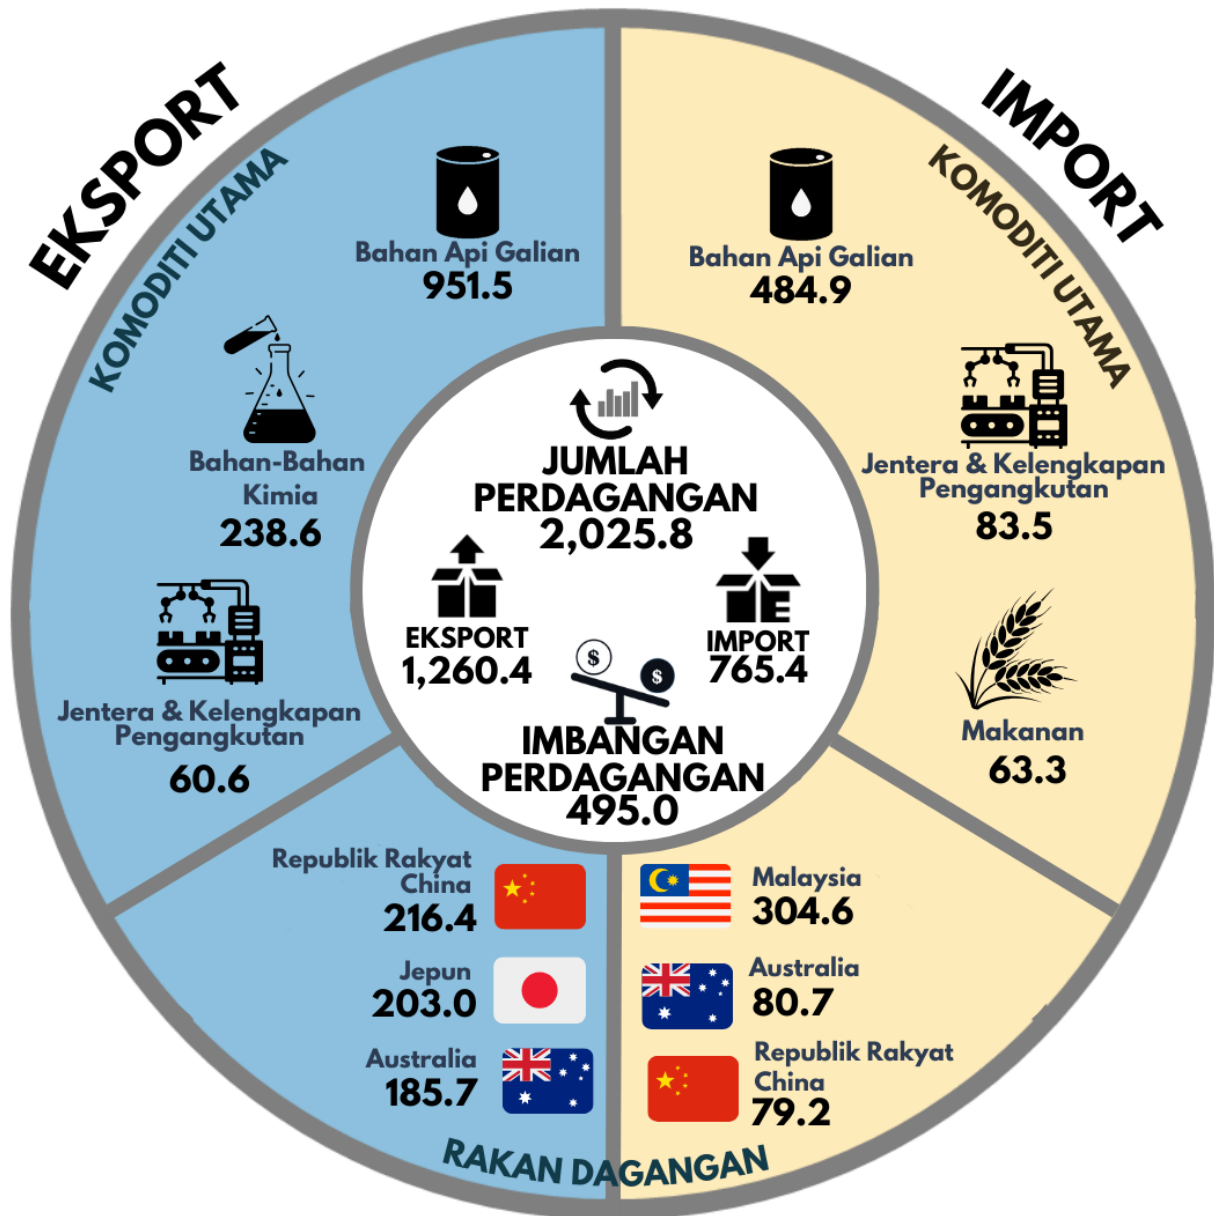 EKSPORT
KOMODITI UTAMA
Bahan Api Galian
951.5
Bahan-Bahan
Kimia
238.6
Jentera & Kelengkapan
Pengangkutan
60.6
IMPORT
KOMODITI UTAMA
Bahan Api Galian
484.9
Jentera & Kelengkapan
Pengangkutan
83.5
Makanan
63.3
JUMLAH
PERDAGANGAN
2,025.8
EKSPORT
1,260.4
IMPORT
765.4
$
$
IMBANGAN
PERDAGANGAN
495.0
Republik Rakyat
China
216.4
Jepun
203.0
Australia
185.7
Malaysia
304.6
Australia
80.7
Republik Rakyat
China
79.2
RAKAN DAGANGAN